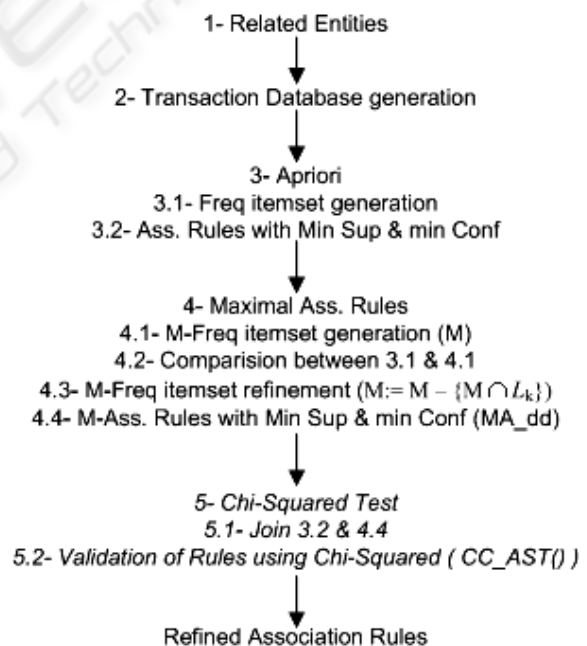 Techn
1- Related Entities
2- Transaction Database generation
3- Apriori
3.1- Freq itemset generation
3.2- Ass. Rules with Min Sup & min Conf
4- Maximal Ass. Rules
4.1- M-Freq itemset generation (M)
4.2- Comparision between 3.1 & 4.1
4.3- M-Freq itemset refinement (M:= M – {M ∩ Lₖ})
4.4- M-Ass. Rules with Min Sup & min Conf (MA_dd)
5- Chi-Squared Test
5.1- Join 3.2 & 4.4
5.2- Validation of Rules using Chi-Squared ( CC_AST() )
Refined Association Rules